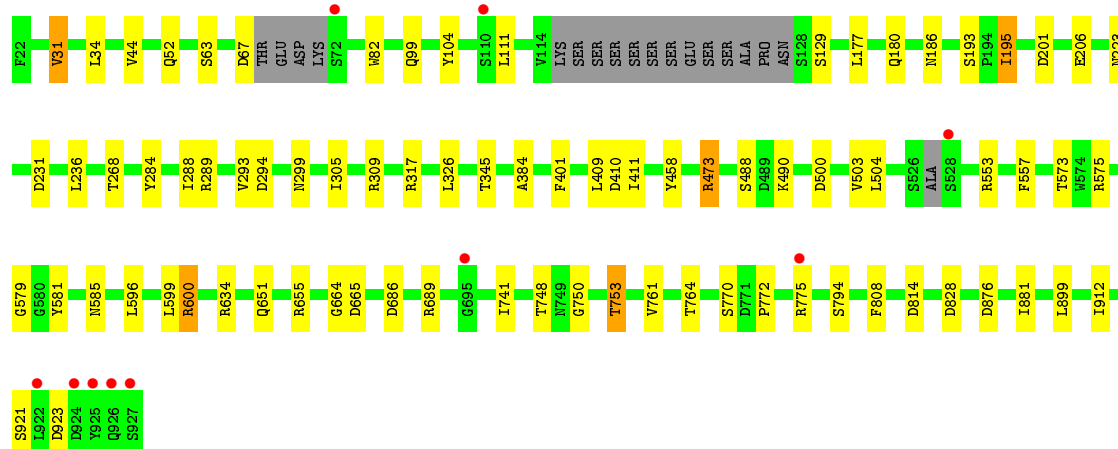 F22 V31 L34 V44 Q52 S63 D67 THR GLU ASP LYS S72 W82 Q99 Y104 S110 L111 V114 LYS SER SER SER SER SER GLU SER SER ALA PRO ASN S128 S129 L177 Q180 N186 S193 P194 I195 D201 E206
D231 L236 T268 Y284 I288 R289 V293 D294 N299 I305 R309 R317 L326 T345 A384 F401 L409 D410 I411 Y458 R473 S488 D489 K490 D500 V503 L504 S526 ALA S528 R553 F557 T573 W574 R575
G579 G580 Y581 N585 L596 L599 R600 R634 Q651 R655 G664 D665 D686 R689 G695 I741 T748 N749 G750 T753 V761 T764 S770 D771 P772 R775 S794 F808 D814 D828 D876 I881 L899 I912
S921 L922 D923 D924 Y925 Q926 S927